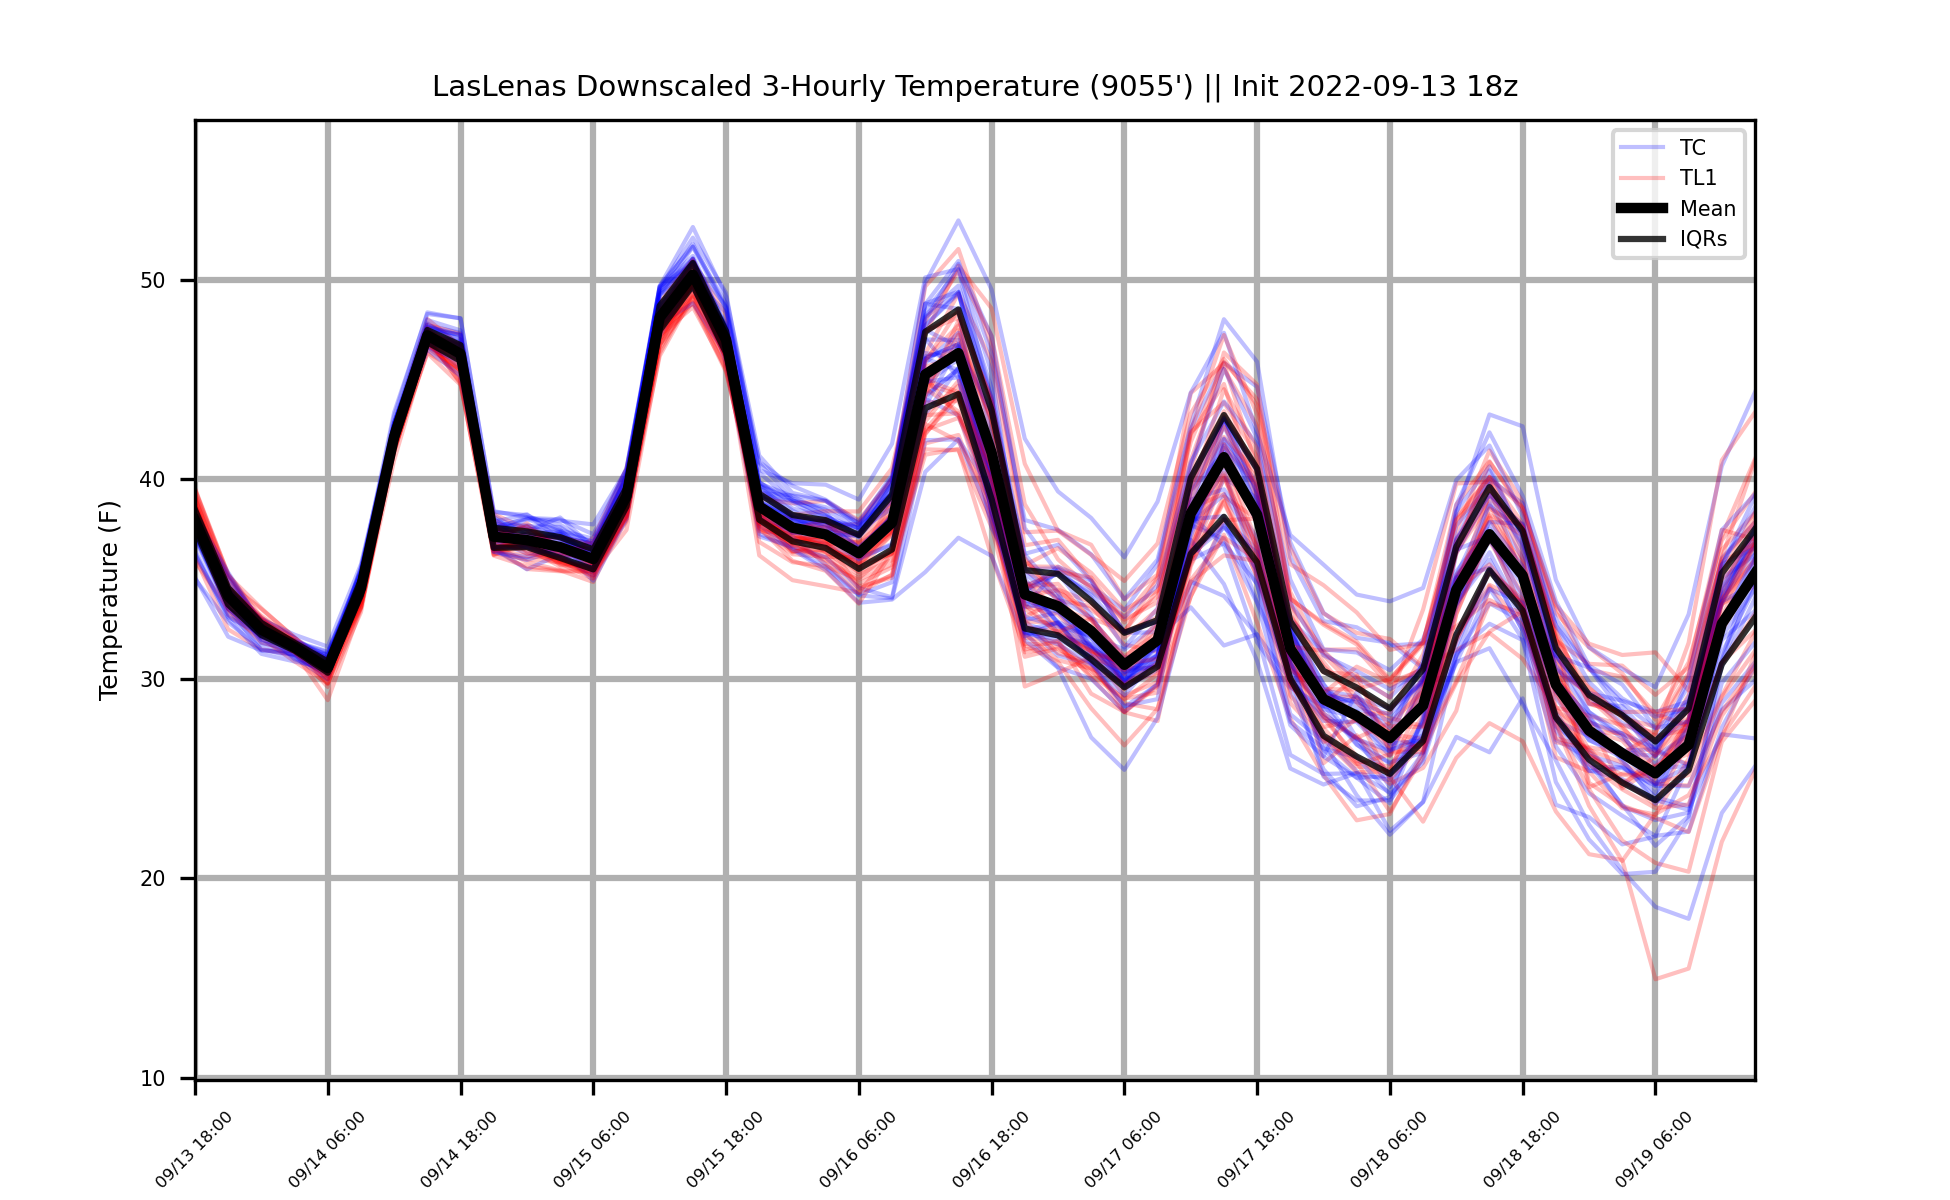 LasLenas Downscaled 3-Hourly Temperature (9055') || Init 2022-09-13 18z
TC
TL1
Mean
IQRs
Temperature (F)
50
40
30
20
10
09/13 18:00
09/14 06:00
09/14 18:00
09/15 06:00
09/15 18:00
09/16 06:00
09/16 18:00
09/17 06:00
09/17 18:00
09/18 06:00
09/18 18:00
09/19 06:00